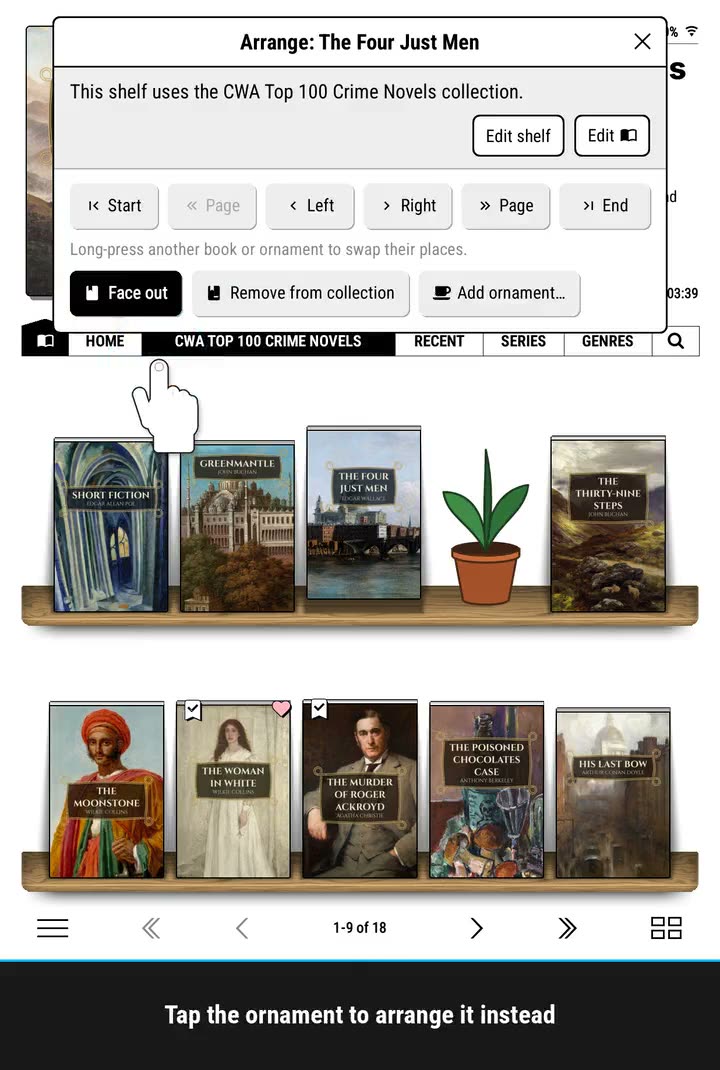 Arrange: The Four Just Men
%
s
This shelf uses the CWA Top 100 Crime Novels collection.
Edit shelf
Edit
Start
Page
Left
Right
Page
End
d
Long-press another book or ornament to swap their places.
Face out
Remove from collection
Add ornament…
03:39
HOME
CWA TOP 100 CRIME NOVELS
RECENT
SERIES
GENRES
SHORT FICTION
EDGAR ALLAN POE
GREENMANTLE
JOHN BUCHAN
THE FOUR
JUST MEN
EDGAR WALLACE
THE
THIRTY-NINE
STEPS
JOHN BUCHAN
THE
MOONSTONE
WILKIE COLLINS
THE WOMAN
IN WHITE
WILKIE COLLINS
THE MURDER
OF ROGER
ACKROYD
AGATHA CHRISTIE
THE POISONED
CHOCOLATES
CASE
ANTHONY BERKELEY
HIS LAST BOW
ARTHUR CONAN DOYLE
1-9 of 18
Tap the ornament to arrange it instead